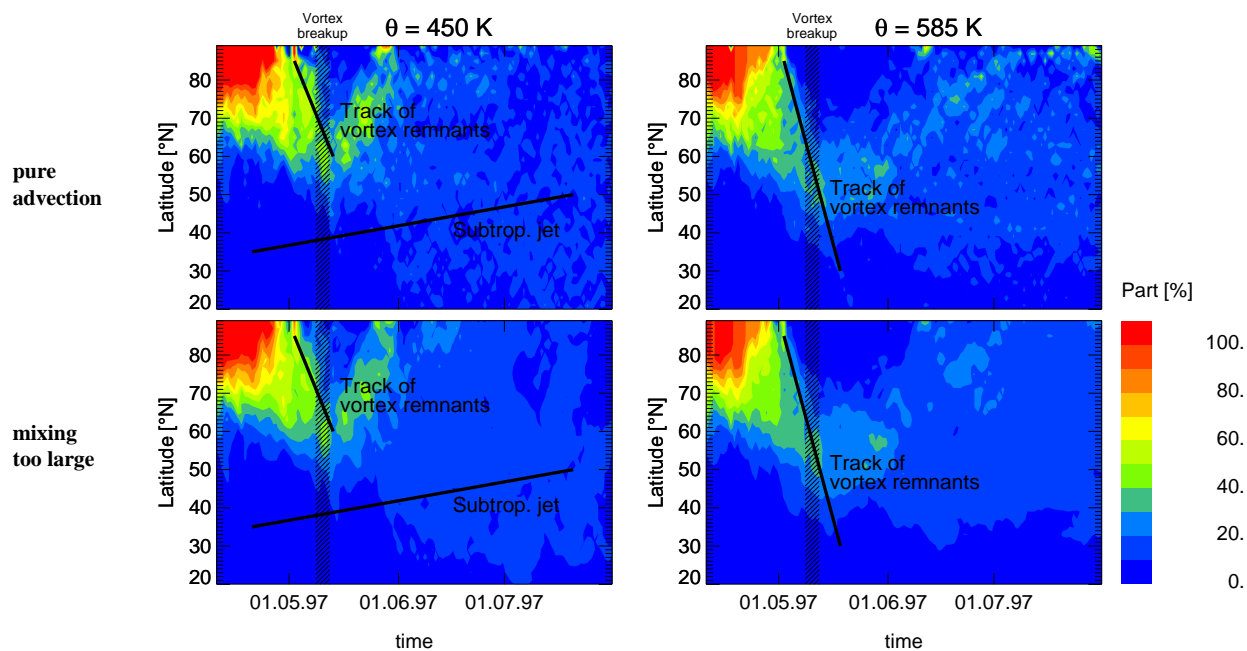 Vortex
breakup
θ = 450 K
Vortex
breakup
θ = 585 K
pure
advection
Latitude [°N]
80
70
60
50
40
30
20
Track of
vortex remnants
Subtrop. jet
Latitude [°N]
80
70
60
50
40
30
20
Track of
vortex remnants
mixing
too large
Latitude [°N]
80
70
60
50
40
30
20
Track of
vortex remnants
Subtrop. jet
01.05.97
01.06.97
01.07.97
time
Latitude [°N]
80
70
60
50
40
30
20
Track of
vortex remnants
01.05.97
01.06.97
01.07.97
time
Part [%]
100.
80.
60.
40.
20.
0.